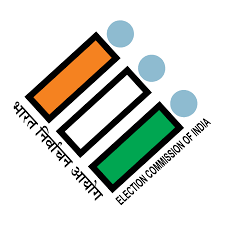 भारत निर्वाचन आयोग
ELECTION COMMISSION OF INDIA